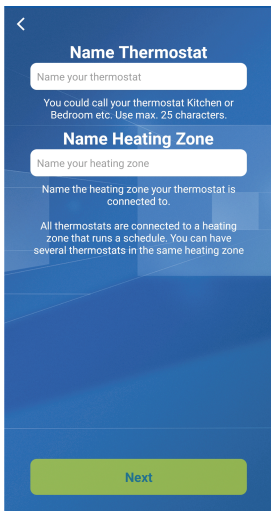 Name Thermostat
Name your thermostat
You could call your thermostat Kitchen or
Bedroom etc. Use max. 25 characters.
Name Heating Zone
Name your heating zone
Name the heating zone your thermostat is
connected to.
All thermostats are connected to a heating
zone that runs a schedule. You can have
several thermostats in the same heating zone
Next